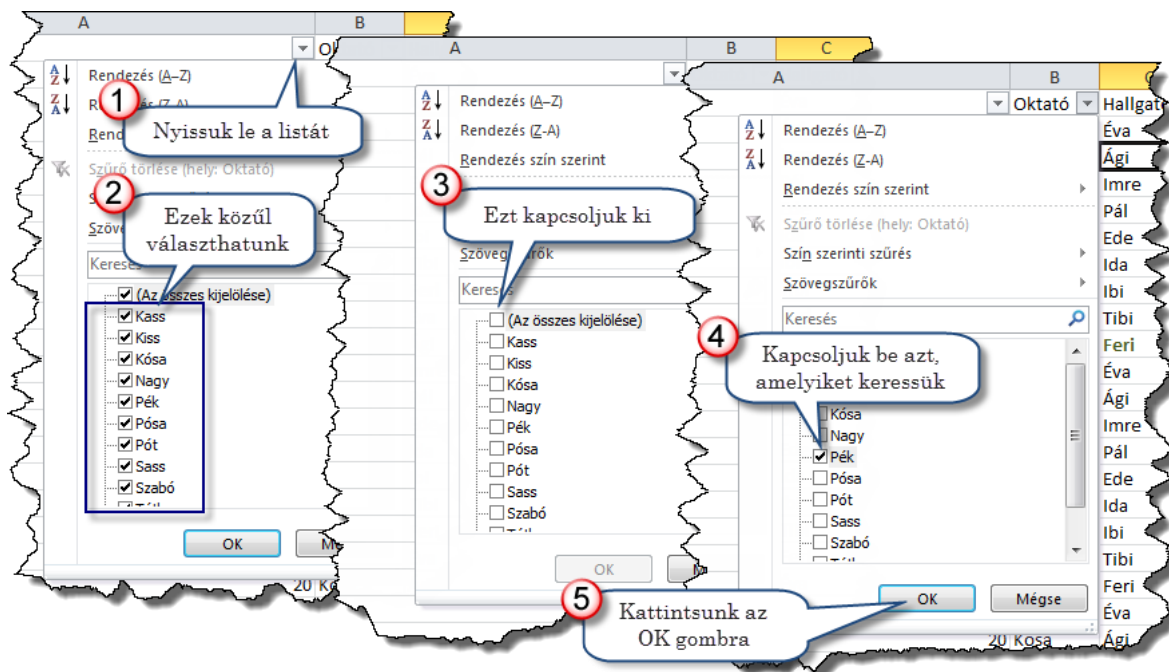 A
B
Rendezés (A–Z)
1
Nyissuk le a listát
Szűrő törlése (hely: Oktató)
2
Ezek közűl
választhatunk
Keresés
(Az összes kijelölése)
Kass
Kiss
Kósa
Nagy
Pék
Pósa
Pót
Sass
Szabó
OK
20
A
B
C
Rendezés (A–Z)
Rendezés (Z-A)
Rendezés szín szerint
3
Ezt kapcsoljuk ki
Keresés
(Az összes kijelölése)
Kass
Kiss
Kósa
Nagy
Pék
Pósa
Pót
Sass
Szabó
OK
A
B
Oktató
Rendezés (A–Z)
Rendezés (Z-A)
Rendezés szín szerint
Szűrő törlése (hely: Oktató)
Színszerinti szűrés
Szövegszűrők
Keresés
4
Kapcsoljuk be azt,
amelyiket keressük
Kósa
Nagy
Pék
Pósa
Pót
Sass
Szabó
OK Mégse
5
Kattintsunk az
OK gombra
20 Kósa
Éva
Ági
Imre
Pál
Ede
Ida
Ibi
Tibi
Feri
Éva
Ági
Imre
Pál
Ede
Ida
Ibi
Tibi
Feri
Éva
Ági